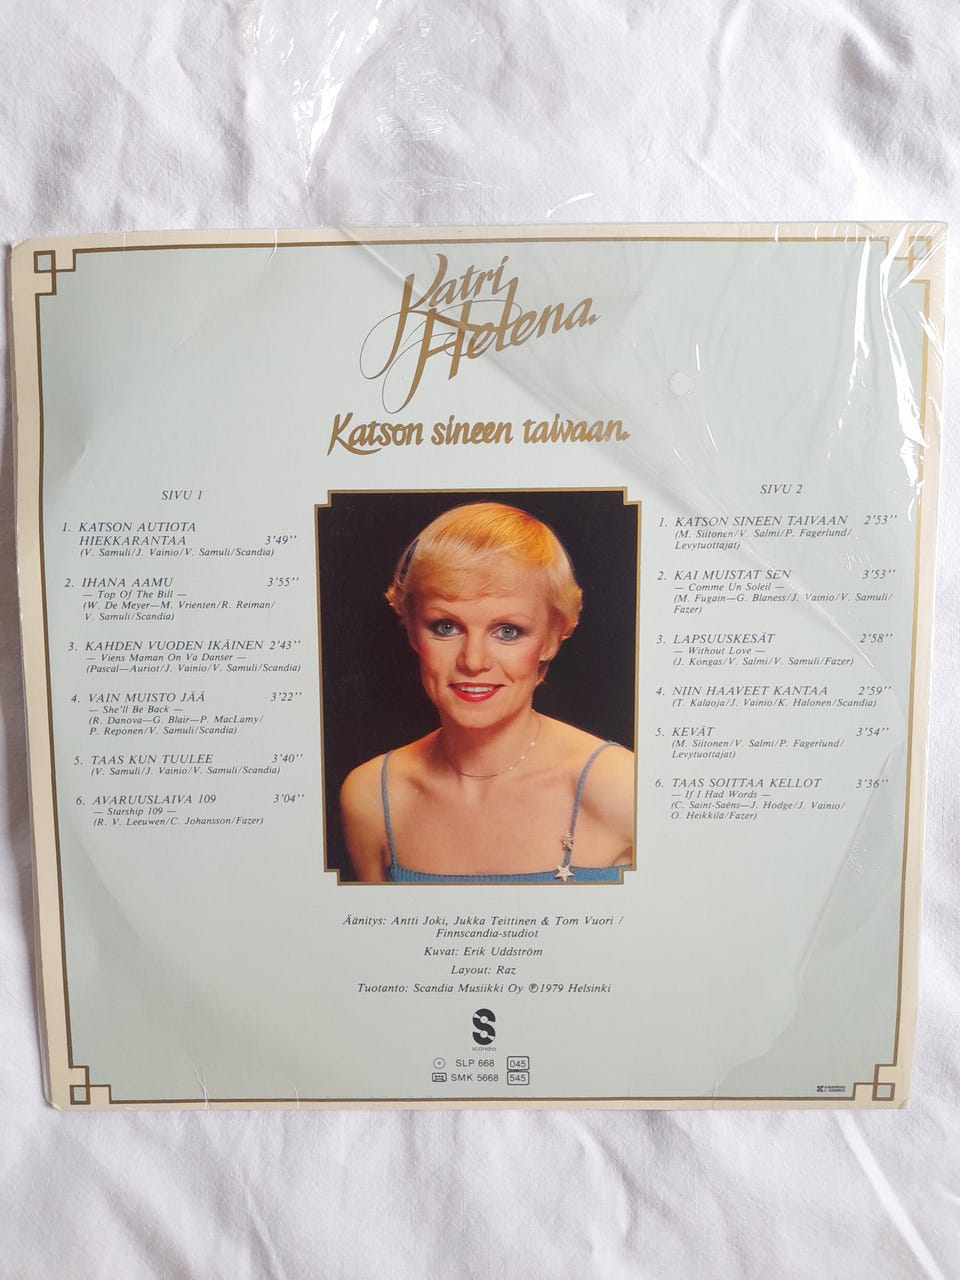 Katri
Helena.
Katson sineen taivaan.
SIVU 1
1. KATSON AUTIOTA
HIEKKARANTAA 3'49''
(V. Samuli/J. Vainio/V. Samuli/Scandia)
2. IHANA AAMU 3'55''
— Top Of The Bill —
(W. De Meyer—M. Vrienten/R. Reiman/
V. Samuli/Scandia)
3. KAHDEN VUODEN IKÄINEN 2'43''
— Viens Maman On Va Danser —
(Pascal—Auriot/J. Vainio/V. Samuli/Scandia)
4. VAIN MUISTO JÄÄ 3'22''
— She'll Be Back —
(R. Danova—G. Blair—P. MacLamy/
P. Reponen/V. Samuli/Scandia)
5. TAAS KUN TUULEE 3'40''
(V. Samuli/J. Vainio/V. Samuli/Scandia)
6. AVARUUSLAIVA 109 3'04''
— Starship 109 —
(R. V. Leeuwen/C. Johansson/Fazer)
SIVU 2
1. KATSON SINEEN TAIVAAN 2'53''
(M. Siitonen/V. Salmi/P. Fagerlund/
Levytuottajat)
2. KAI MUISTAT SEN 3'53''
— Comme Un Soleil —
(M. Fugain—G. Blaness/J. Vainio/V. Samuli/
Fazer)
3. LAPSUUSKESÄT 2'58''
— Without Love —
(J. Kongas/V. Salmi/V. Samuli/Fazer)
4. NIIN HAAVEET KANTAA 2'59''
(T. Kalaoja/J. Vainio/K. Halonen/Scandia)
5. KEVÄT 3'54''
(M. Siitonen/V. Salmi/P. Fagerlund/
Levytuottajat)
6. TAAS SOITTAA KELLOT 3'36''
— If I Had Words —
(C. Saint-Saëns—J. Hodge/J. Vainio/
O. Heikkilä/Fazer)
Äänitys: Antti Joki, Jukka Teittinen & Tom Vuori /
Finnscandia-studiot
Kuvat: Erik Uddström
Layout: Raz
Tuotanto: Scandia Musiikki Oy ℗ 1979 Helsinki
S
scandia
SLP 668 045
SMK 5668 545